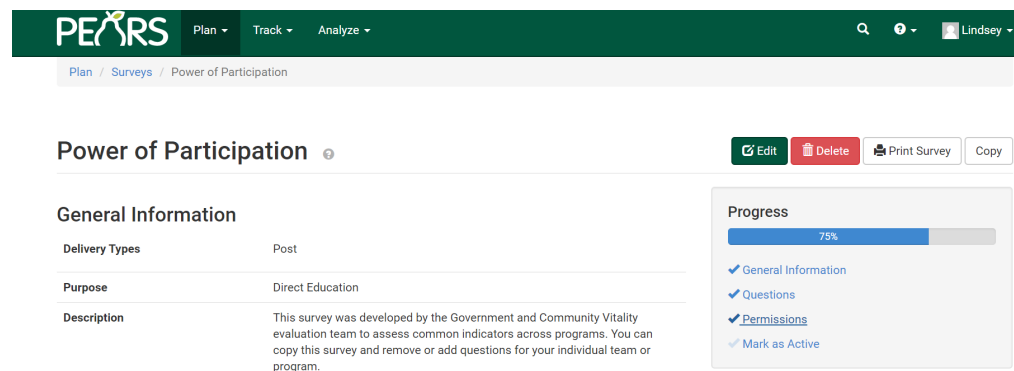 PEARS Plan Track Analyze Lindsey
Plan / Surveys / Power of Participation
Power of Participation
Edit Delete Print Survey Copy
General Information
Delivery Types Post
Purpose Direct Education
Description This survey was developed by the Government and Community Vitality
evaluation team to assess common indicators across programs. You can
copy this survey and remove or add questions for your individual team or
program.
Progress
75%
General Information
Questions
Permissions
Mark as Active